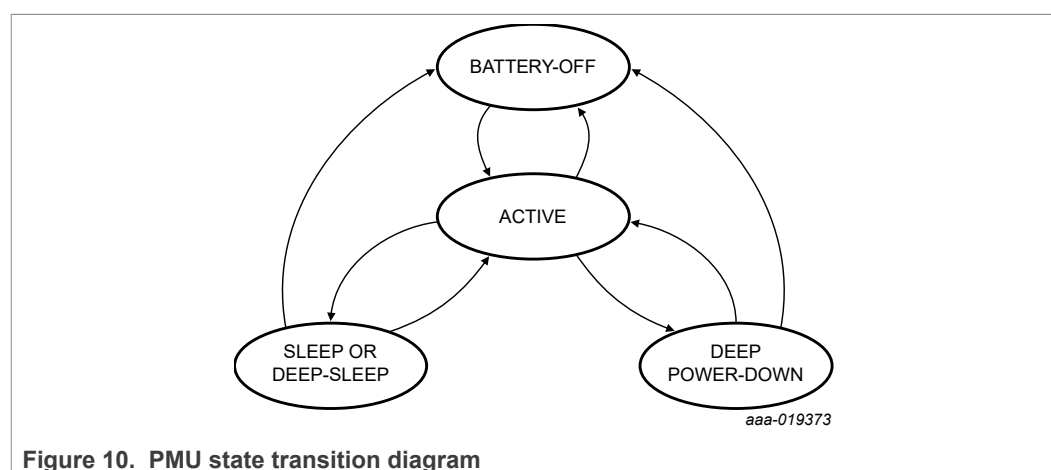 BATTERY-OFF
ACTIVE
SLEEP OR
DEEP-SLEEP
DEEP
POWER-DOWN
aaa-019373
Figure 10. PMU state transition diagram